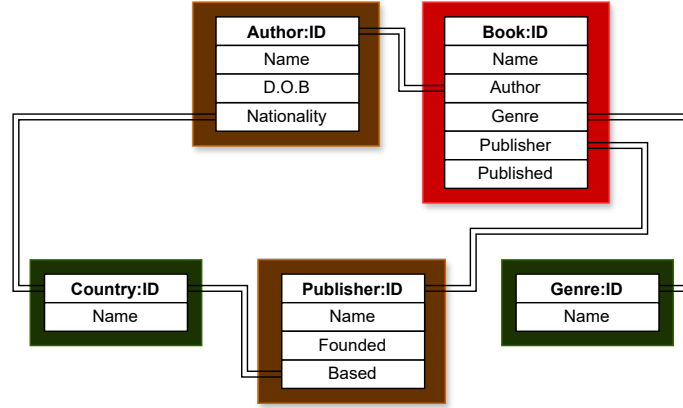 Author:ID
Name
D.O.B
Nationality
Book:ID
Name
Author
Genre
Publisher
Published
Country:ID
Name
Publisher:ID
Name
Founded
Based
Genre:ID
Name